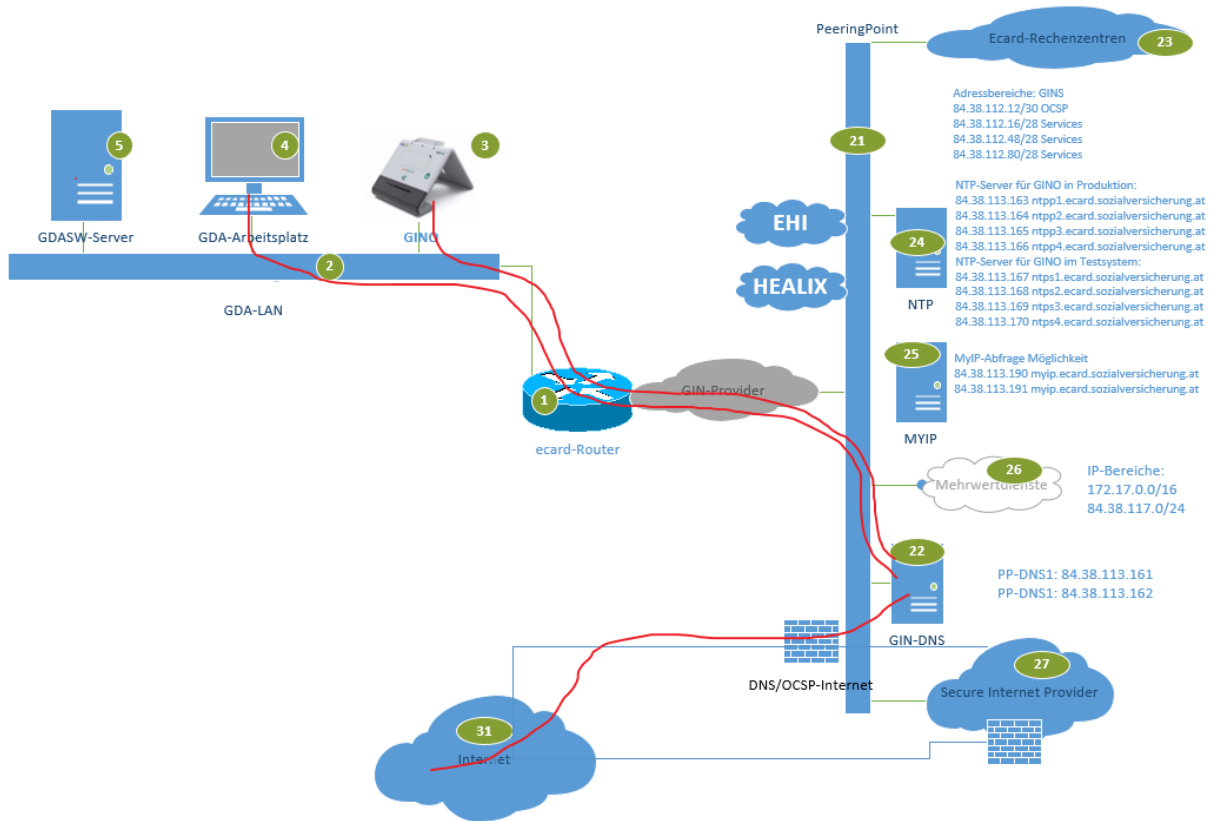 PeeringPoint
Ecard-Rechenzentren
23
Adressbereiche: GINS
84.38.112.12/30 OCSP
84.38.112.16/28 Services
84.38.112.48/28 Services
84.38.112.80/28 Services
5
4
3
21
GDASW-Server
GDA-Arbeitsplatz
GINO
2
GDA-LAN
EHI
HEALIX
24
NTP
NTP-Server für GINO in Produktion:
84.38.113.163 ntpp1.ecard.sozialversicherung.at
84.38.113.164 ntpp2.ecard.sozialversicherung.at
84.38.113.165 ntpp3.ecard.sozialversicherung.at
84.38.113.166 ntpp4.ecard.sozialversicherung.at
NTP-Server für GINO im Testsystem:
84.38.113.167 ntps1.ecard.sozialversicherung.at
84.38.113.168 ntps2.ecard.sozialversicherung.at
84.38.113.169 ntps3.ecard.sozialversicherung.at
84.38.113.170 ntps4.ecard.sozialversicherung.at
25
MYIP
MyIP-Abfrage Möglichkeit
84.38.113.190 myip.ecard.sozialversicherung.at
84.38.113.191 myip.ecard.sozialversicherung.at
1
ecard-Router
GIN-Provider
26
Mehrwertdienste
IP-Bereiche:
172.17.0.0/16
84.38.117.0/24
22
GIN-DNS
PP-DNS1: 84.38.113.161
PP-DNS1: 84.38.113.162
DNS/OCSP-Internet
27
Secure Internet Provider
31
Internet